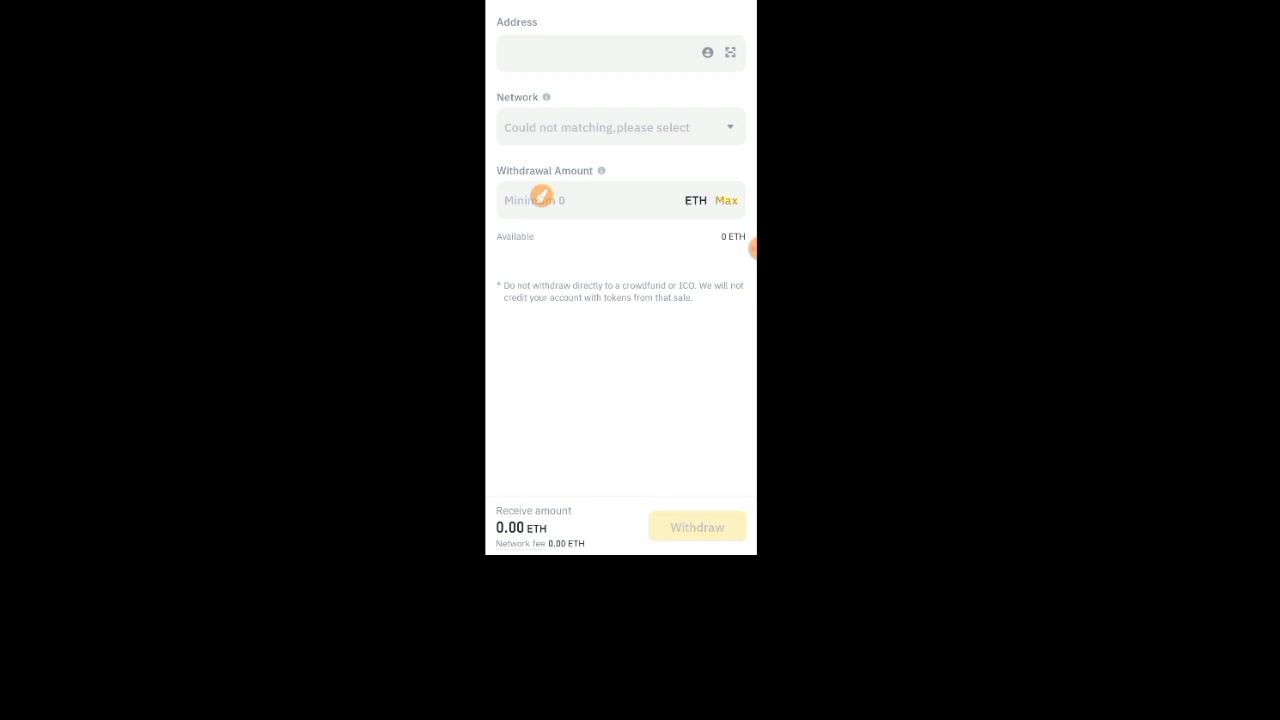 Address
Network
Could not matching,please select
Withdrawal Amount
Minimum 0 ETH Max
Available 0 ETH
* Do not withdraw directly to a crowdfund or ICO. We will not
credit your account with tokens from that sale.
Receive amount
0.00 ETH
Network fee 0.00 ETH
Withdraw